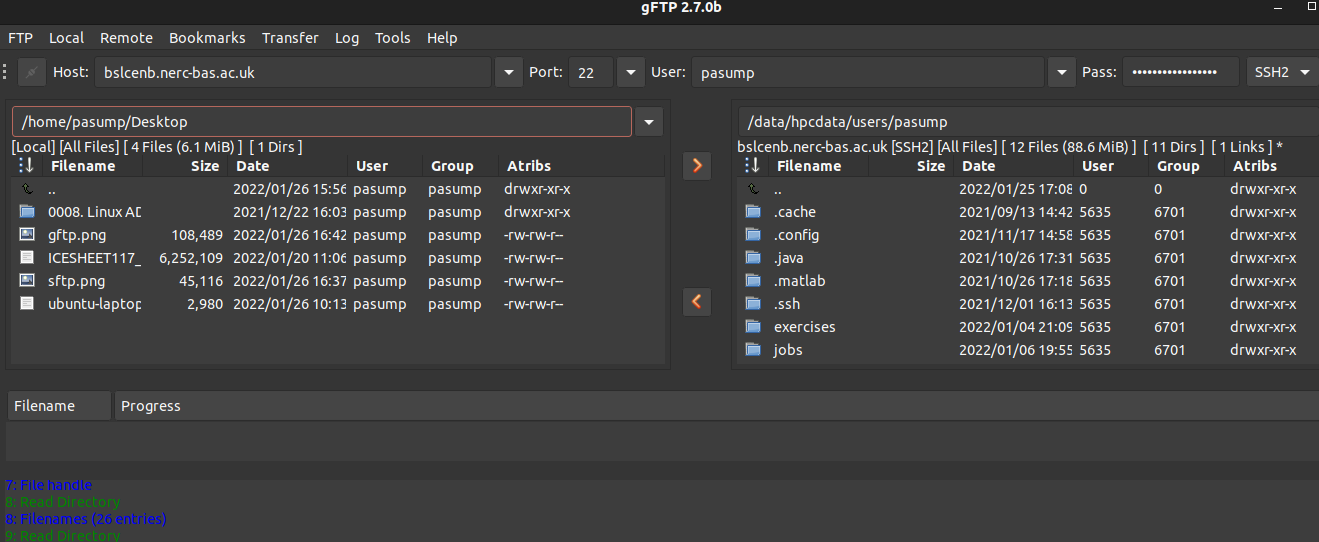 gFTP 2.7.0b
FTP Local Remote Bookmarks Transfer Log Tools Help
Host: bslcenb.nerc-bas.ac.uk Port: 22 User: pasump Pass: ••••••••••••••••• SSH2
/home/pasump/Desktop
[Local] [All Files] [ 4 Files (6.1 MiB) ] [ 1 Dirs ]
Filename Size Date User Group Atribs
.. 2022/01/26 15:56 pasump pasump drwxr-xr-x
0008. Linux AD 2021/12/22 16:03 pasump pasump drwxr-xr-x
gftp.png 108,489 2022/01/26 16:42 pasump pasump -rw-rw-r--
ICESHEET117_ 6,252,109 2022/01/20 11:06 pasump pasump -rw-rw-r--
sftp.png 45,116 2022/01/26 16:37 pasump pasump -rw-rw-r--
ubuntu-laptop 2,980 2022/01/26 10:13 pasump pasump -rw-rw-r--
/data/hpcdata/users/pasump
bslcenb.nerc-bas.ac.uk [SSH2] [All Files] [ 12 Files (88.6 MiB) ] [ 11 Dirs ] [ 1 Links ] *
Filename Size Date User Group Atribs
.. 2022/01/25 17:08 0 0 drwxr-xr-x
.cache 2021/09/13 14:42 5635 6701 drwxr-xr-x
.config 2021/11/17 14:58 5635 6701 drwxr-xr-x
.java 2021/10/26 17:31 5635 6701 drwxr-xr-x
.matlab 2021/10/26 17:18 5635 6701 drwxr-xr-x
.ssh 2021/12/01 16:13 5635 6701 drwxr-xr-x
exercises 2022/01/04 21:09 5635 6701 drwxr-xr-x
jobs 2022/01/06 19:55 5635 6701 drwxr-xr-x
Filename Progress
7: File handle
8: Read Directory
8: Filenames (26 entries)
9: Read Directory